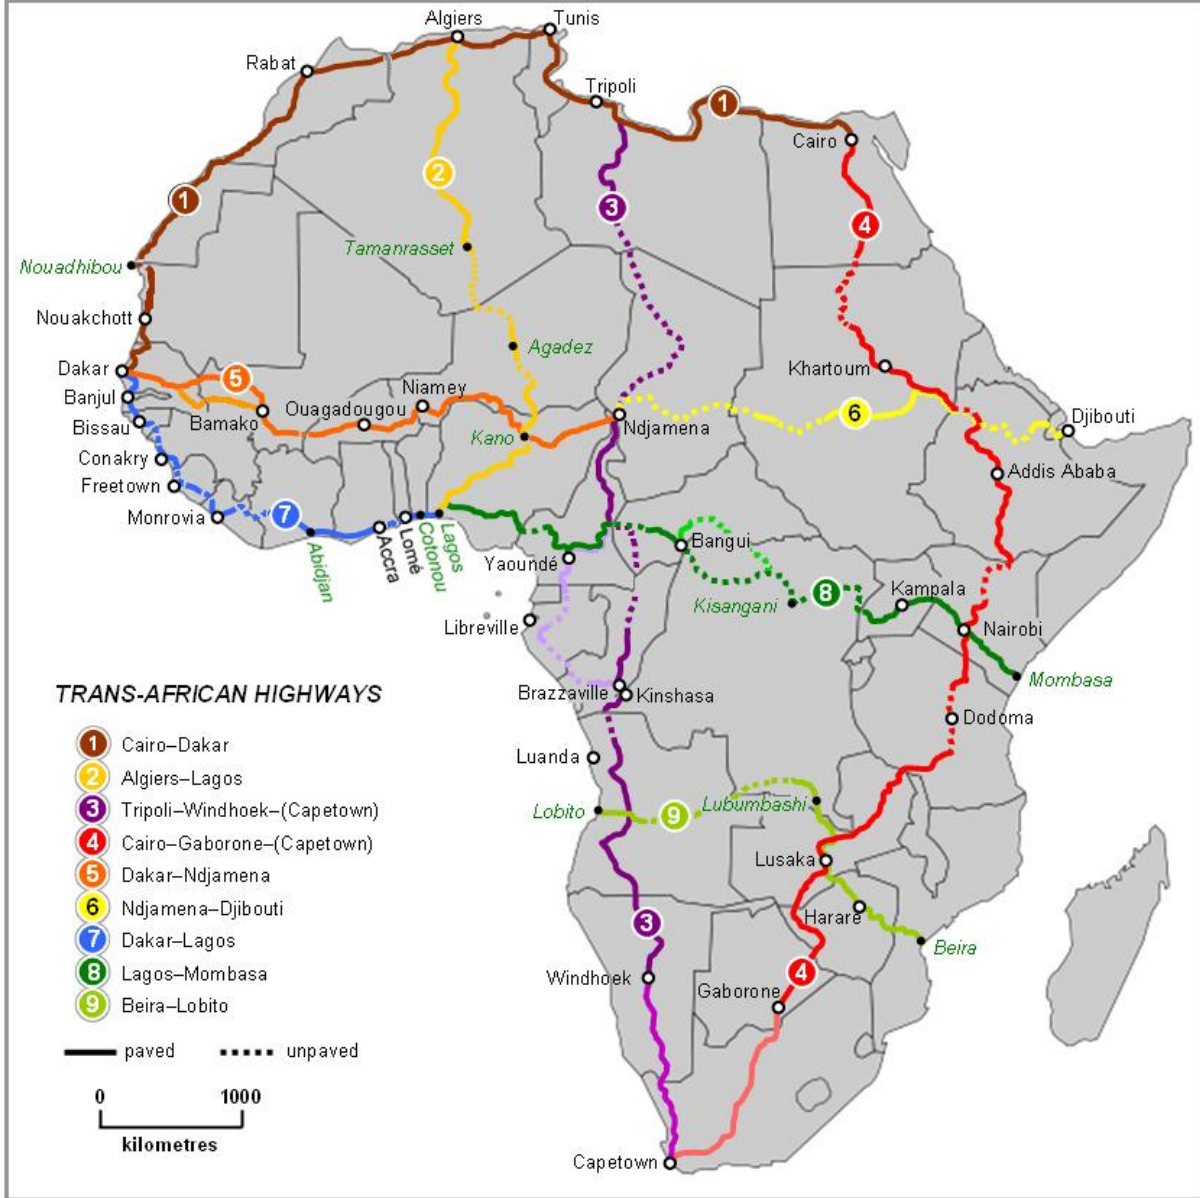 Algiers
Tunis
Rabat
Tripoli
1
Cairo
2
1
3
4
Tamanrasset
Nouadhibou
Nouakchott
Agadez
Dakar
5
Niamey
Khartoum
Banjul
Ouagadougou
6
Djibouti
Bissau
Bamako
Kano
Ndjamena
Conakry
Addis Ababa
Freetown
Monrovia
7
Abidjan
Accra
Lomé
Cotonou
Lagos
Yaoundé
Bangui
Kampala
Kisangani
8
Libreville
Nairobi
Mombasa
Brazzaville
Kinshasa
Dodoma
Luanda
Lobito
9
Lubumbashi
Lusaka
Harare
3
Beira
Windhoek
4
Gaborone
Capetown
TRANS-AFRICAN HIGHWAYS
1 Cairo–Dakar
2 Algiers–Lagos
3 Tripoli–Windhoek–(Capetown)
4 Cairo–Gaborone–(Capetown)
5 Dakar–Ndjamena
6 Ndjamena–Djibouti
7 Dakar–Lagos
8 Lagos–Mombasa
9 Beira–Lobito
paved unpaved
0 1000
kilometres